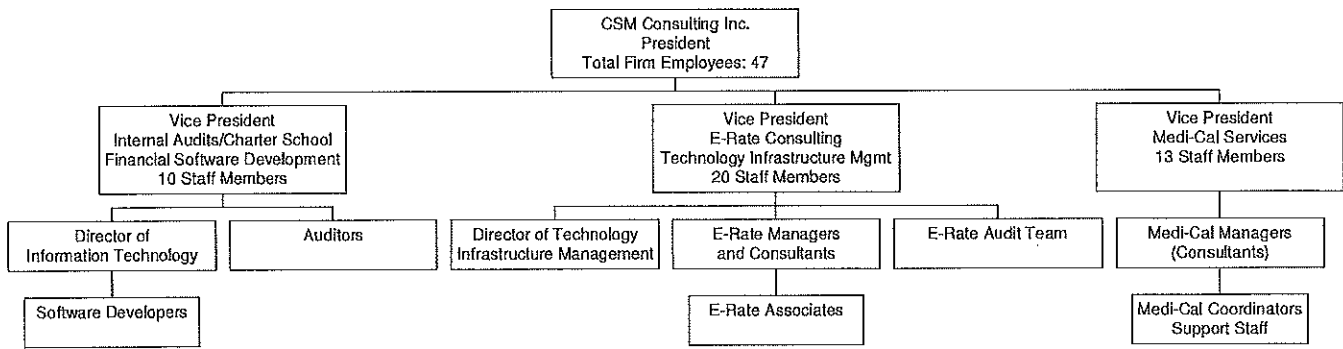 CSM Consulting Inc.
President
Total Firm Employees: 47
Vice President
Internal Audits/Charter School
Financial Software Development
10 Staff Members
Vice President
E-Rate Consulting
Technology Infrastructure Mgmt
20 Staff Members
Vice President
Medi-Cal Services
13 Staff Members
Director of
Information Technology
Auditors
Director of Technology
Infrastructure Management
E-Rate Managers
and Consultants
E-Rate Audit Team
Medi-Cal Managers
(Consultants)
Software Developers
E-Rate Associates
Medi-Cal Coordinators
Support Staff